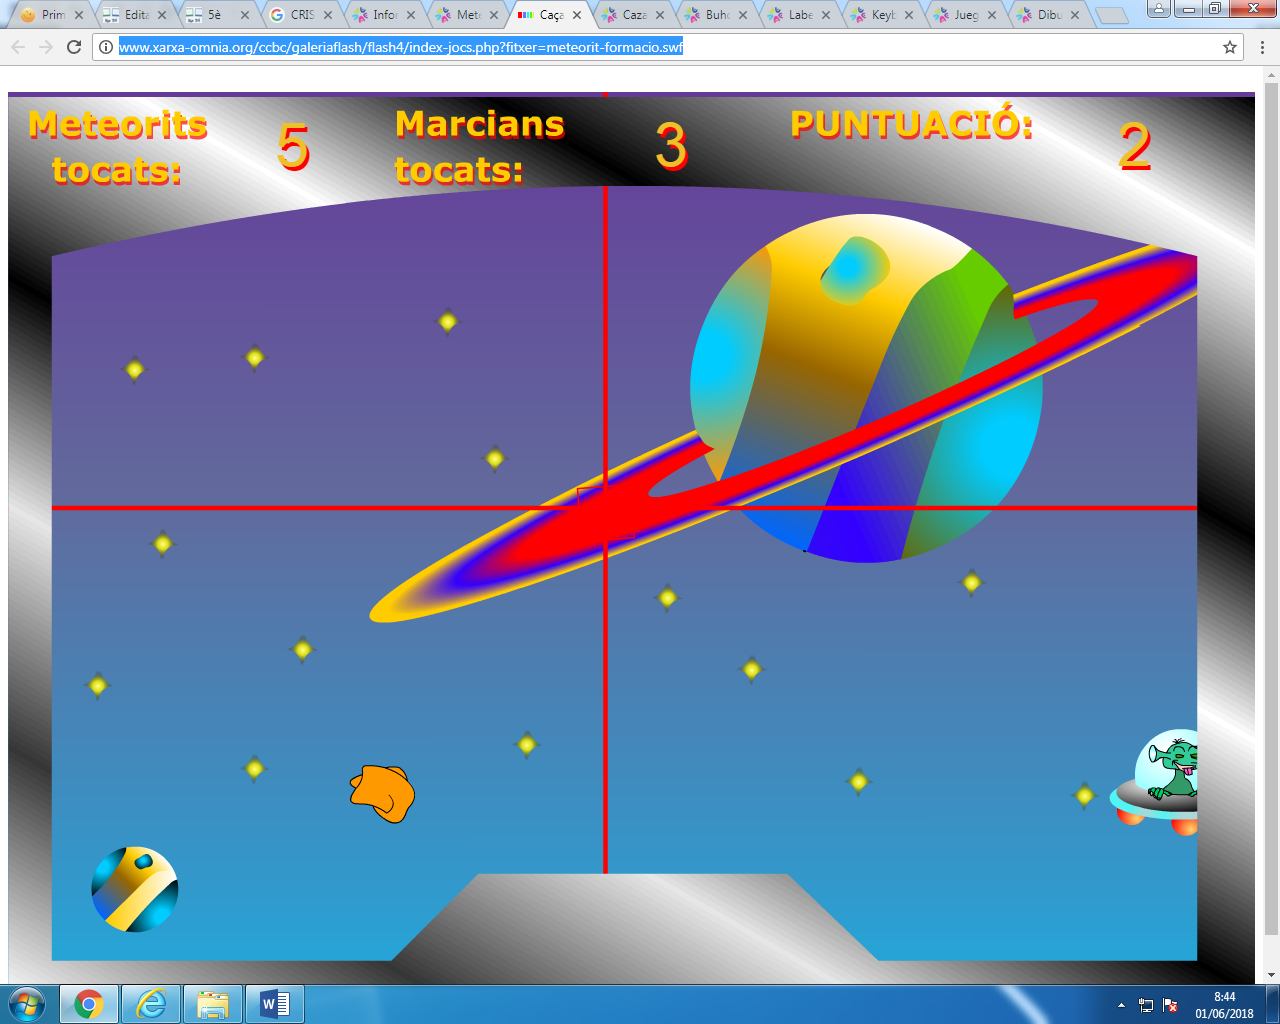 Prim
Edita
5è
CRIS
Infor
Mete
Caça
Caza
Buho
Labe
Keyb
Jueg
Dibu
www.xarxa-omnia.org/ccbc/galeriaflash/flash4/index-jocs.php?fitxer=meteorit-formacio.swf
Meteorits
tocats:
5
Marcians
tocats:
3
PUNTUACIÓ:
2
8:44
01/06/2018